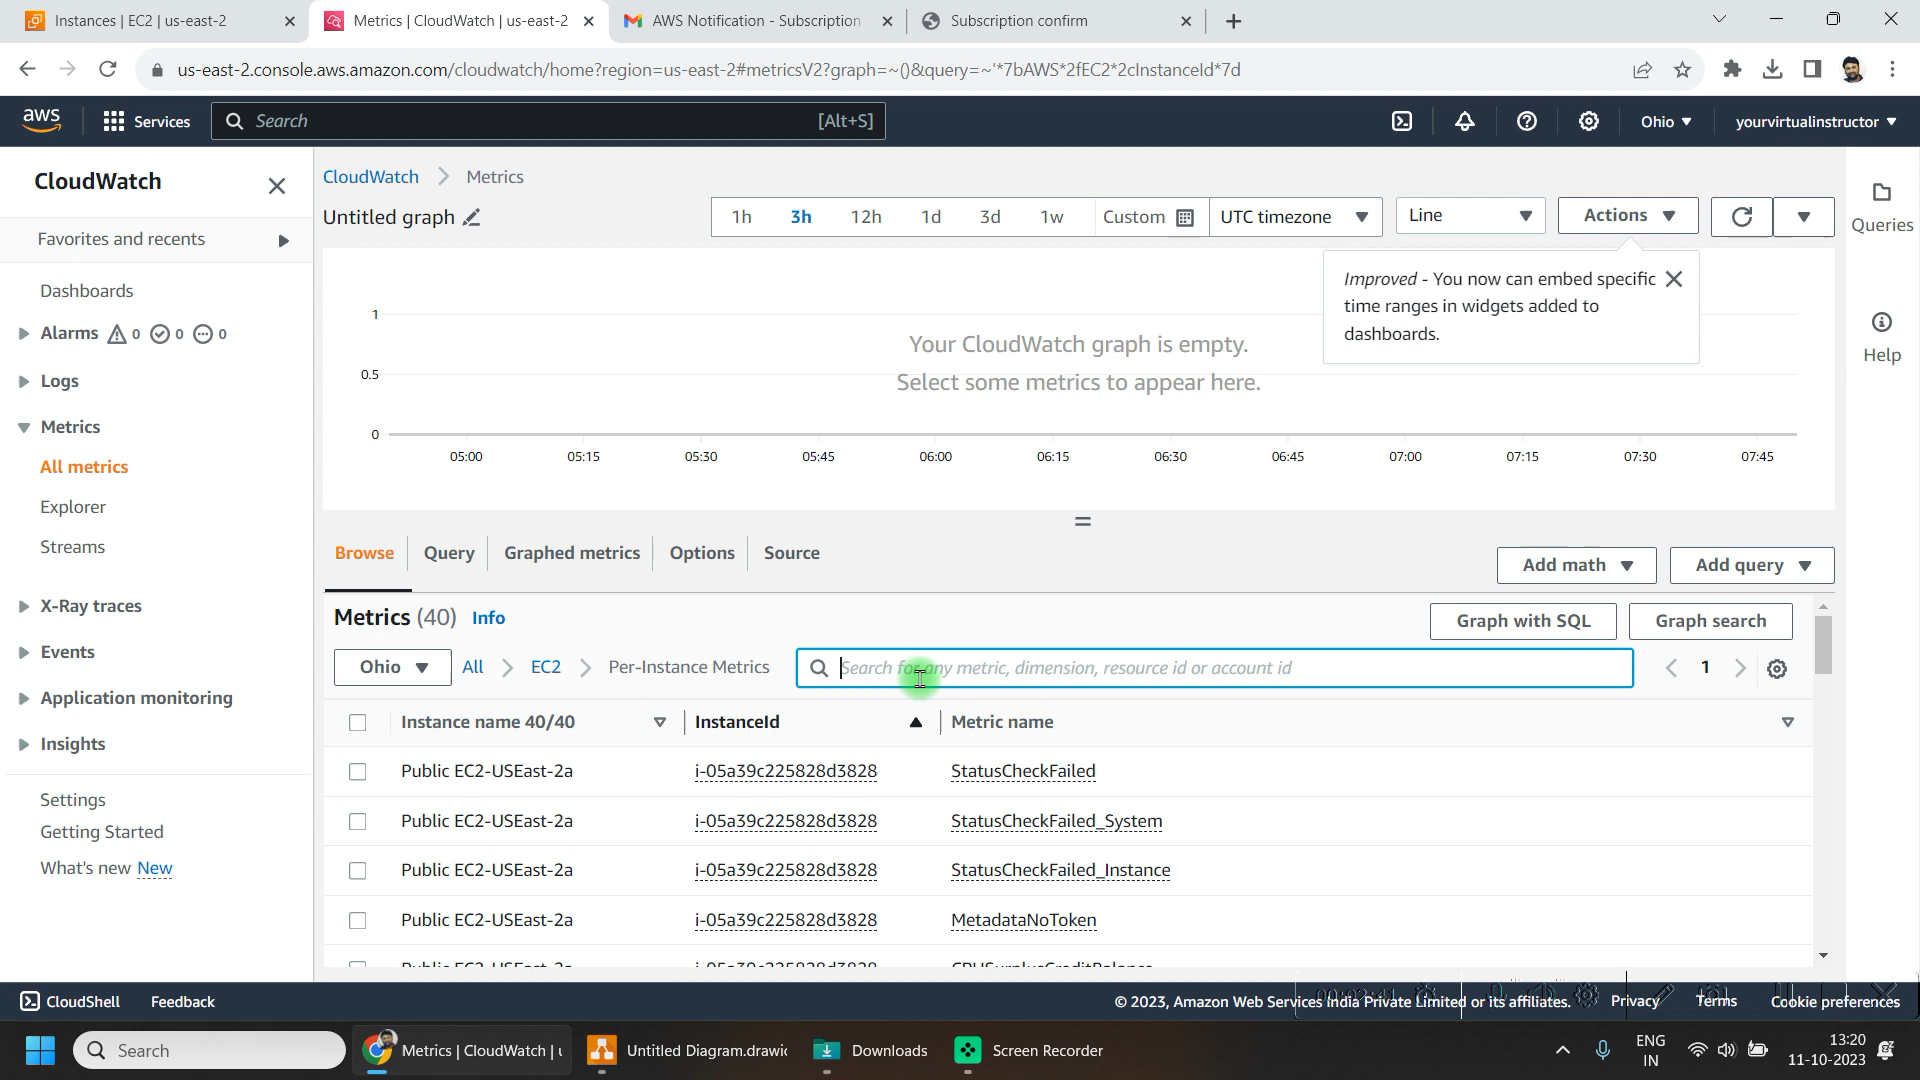 Instances | EC2 | us-east-2
Metrics | CloudWatch | us-east-2
AWS Notification - Subscription
Subscription confirm
us-east-2.console.aws.amazon.com/cloudwatch/home?region=us-east-2#metricsV2?graph=~()&query=~'*7bAWS*2fEC2*2cInstanceId*7d
aws
Services
Search
[Alt+S]
Ohio
yourvirtualinstructor
CloudWatch
Favorites and recents
Dashboards
Alarms 0 0 0
Logs
Metrics
All metrics
Explorer
Streams
X-Ray traces
Events
Application monitoring
Insights
Settings
Getting Started
What's new New
CloudWatch Metrics
Untitled graph
1h 3h 12h 1d 3d 1w Custom UTC timezone Line Actions
Improved - You now can embed specific
time ranges in widgets added to
dashboards.
Your CloudWatch graph is empty.
Select some metrics to appear here.
1
0.5
0
05:00 05:15 05:30 05:45 06:00 06:15 06:30 06:45 07:00 07:15 07:30 07:45
Queries
Help
Browse Query Graphed metrics Options Source
Add math Add query
Metrics (40) Info
Graph with SQL Graph search
Ohio All EC2 Per-Instance Metrics Search for any metric, dimension, resource id or account id 1
Instance name 40/40 InstanceId Metric name
Public EC2-USEast-2a i-05a39c225828d3828 StatusCheckFailed
Public EC2-USEast-2a i-05a39c225828d3828 StatusCheckFailed_System
Public EC2-USEast-2a i-05a39c225828d3828 StatusCheckFailed_Instance
Public EC2-USEast-2a i-05a39c225828d3828 MetadataNoToken
Public EC2-USEast-2a i-05a39c225828d3828 CPUSurplusCreditBalance
CloudShell Feedback
© 2023, Amazon Web Services India Private Limited or its affiliates. Privacy Terms Cookie preferences
Search
Metrics | CloudWatch | u
Untitled Diagram.drawio
Downloads
Screen Recorder
ENG
IN
13:20
11-10-2023